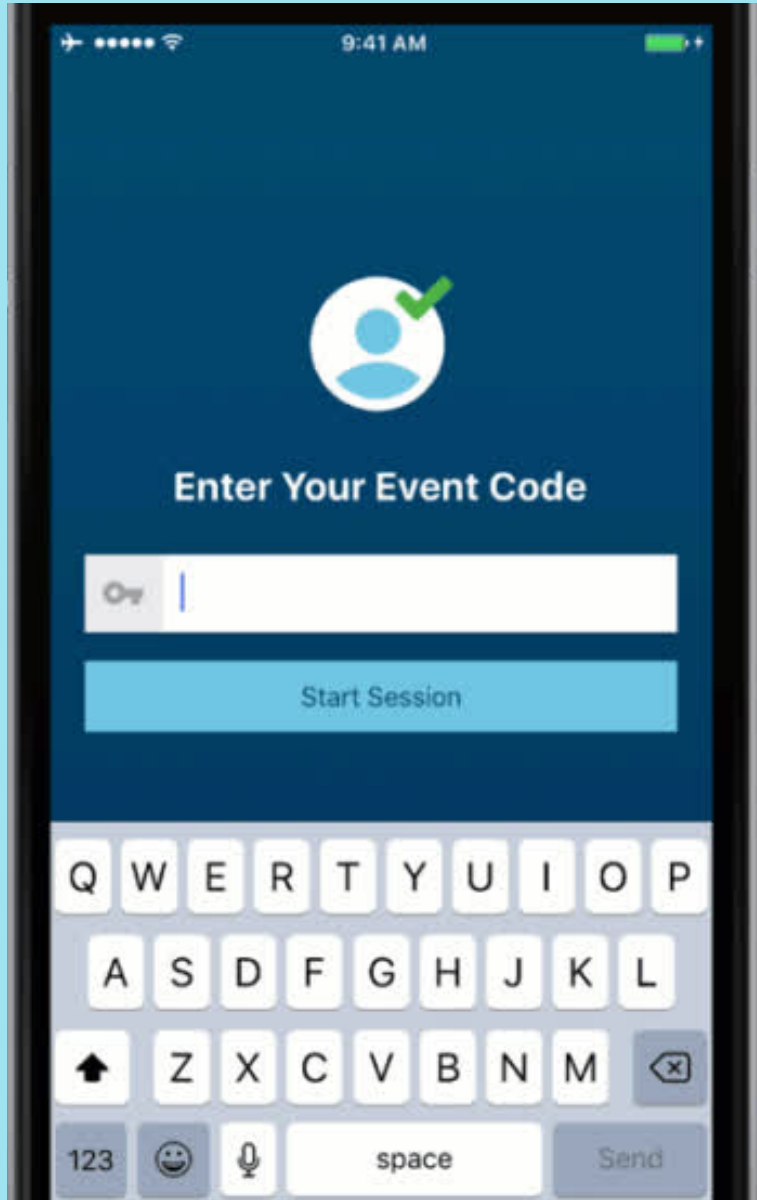 9:41 AM
Enter Your Event Code
Start Session
Q W E R T Y U I O P
A S D F G H J K L
Z X C V B N M
123 space Send